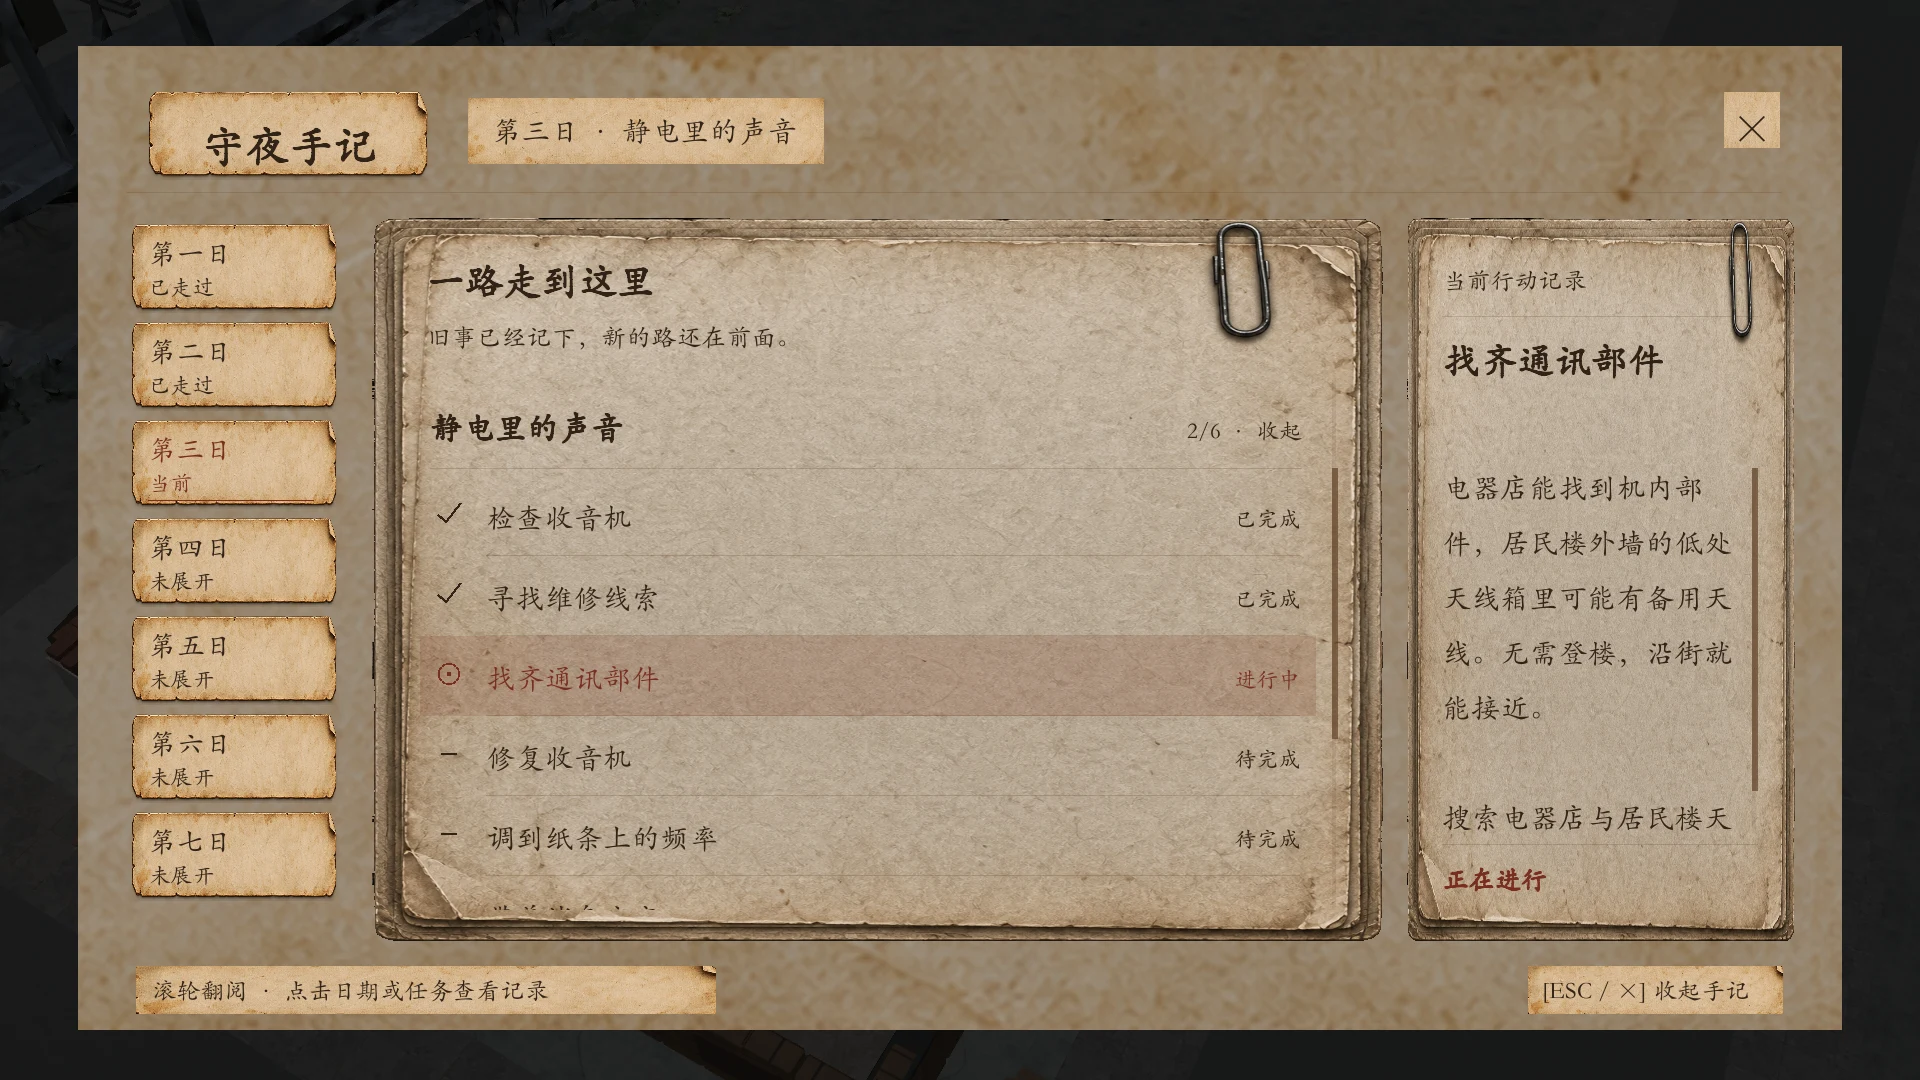 守夜手记
第三日 · 静电里的声音
第一日
已走过
第二日
已走过
第三日
当前
第四日
未展开
第五日
未展开
第六日
未展开
第七日
未展开
一路走到这里
旧事已经记下，新的路还在前面。
静电里的声音
2/6 · 收起
检查收音机
已完成
寻找维修线索
已完成
找齐通讯部件
进行中
修复收音机
待完成
调到纸条上的频率
待完成
当前行动记录
找齐通讯部件
电器店能找到机内部
件，居民楼外墙的低处
天线箱里可能有备用天
线。无需登楼，沿街就
能接近。
搜索电器店与居民楼天
正在进行
滚轮翻阅 · 点击日期或任务查看记录
[ESC / ×] 收起手记